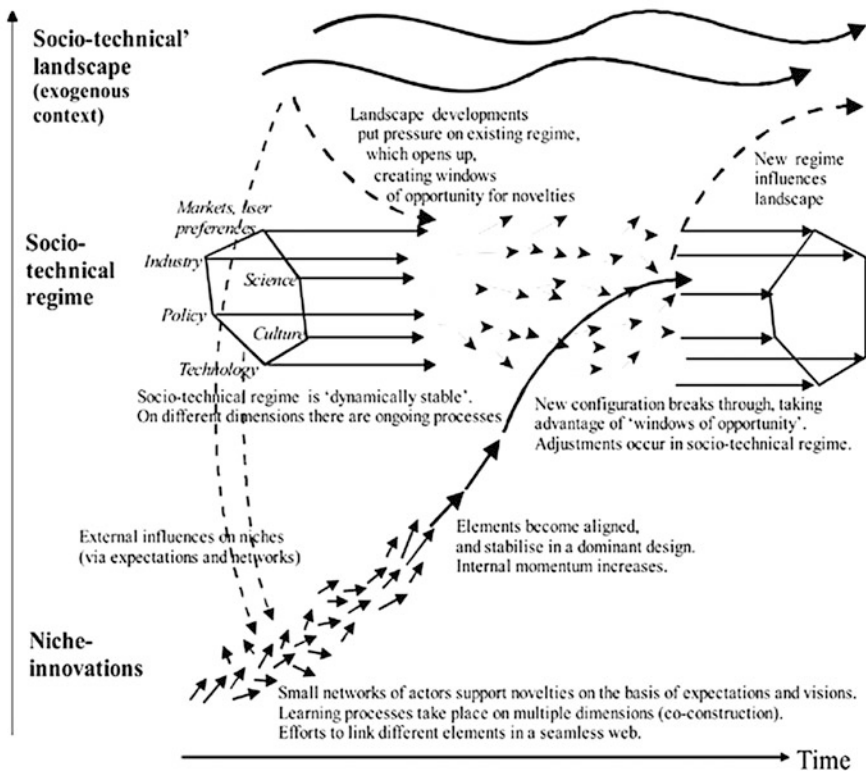 Socio-technical’
landscape
(exogenous
context)
Landscape developments
put pressure on existing regime,
which opens up,
creating windows
of opportunity for novelties
New regime
influences
landscape
Socio-
technical
regime
Markets, user
preferences
Industry
Science
Policy
Culture
Technology
Socio-technical regime is ‘dynamically stable’.
On different dimensions there are ongoing processes
New configuration breaks through, taking
advantage of ‘windows of opportunity’.
Adjustments occur in socio-technical regime.
External influences on niches
(via expectations and networks)
Elements become aligned,
and stabilise in a dominant design.
Internal momentum increases.
Niche-
innovations
Small networks of actors support novelties on the basis of expectations and visions.
Learning processes take place on multiple dimensions (co-construction).
Efforts to link different elements in a seamless web.
Time